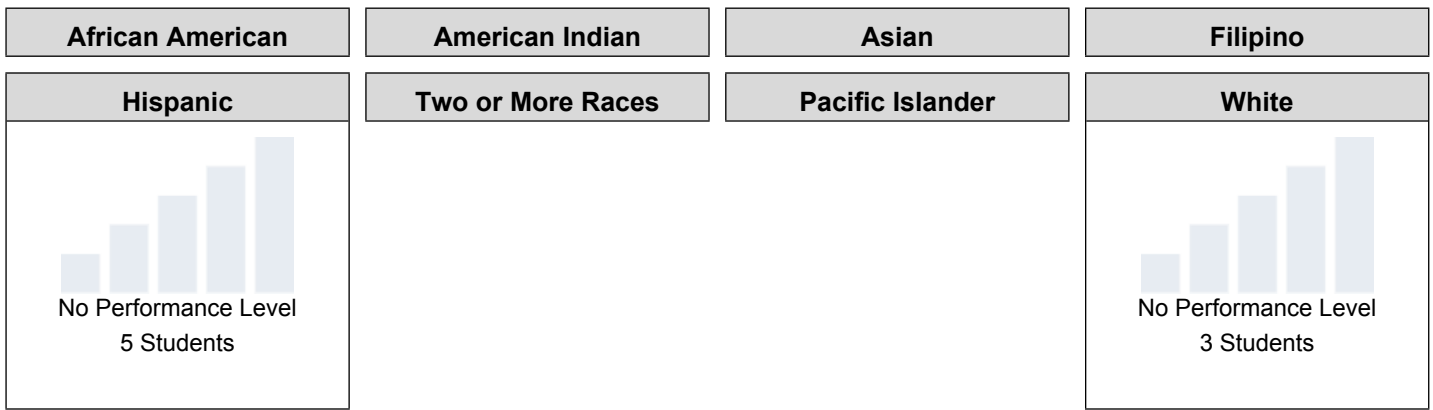 African American
American Indian
Asian
Filipino
Hispanic
Two or More Races
Pacific Islander
White
No Performance Level
5 Students
No Performance Level
3 Students